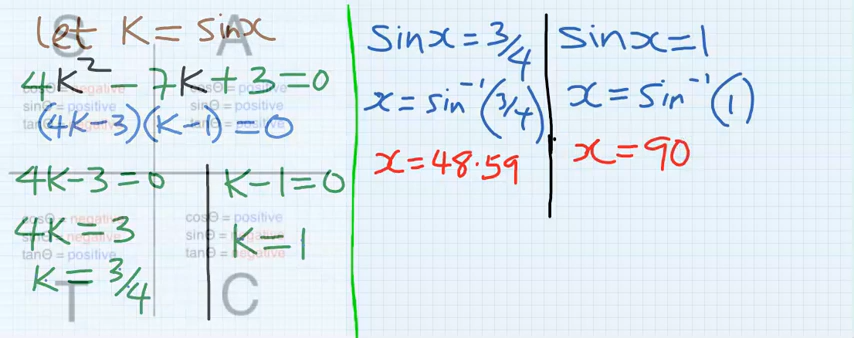 let K = sinx
4K² - 7K + 3 = 0
(4K-3)(K-1) = 0
4K-3=0
4K = 3
K = 3/4
K-1=0
K=1
sinx = 3/4
x = sin⁻¹(3/4)
x = 48.59
sinx = 1
x = sin⁻¹(1)
x = 90
S
A
T
C
cosΘ = negative
sinΘ = positive
tanΘ = negative
cosΘ = positive
sinΘ = positive
tanΘ = positive
cosΘ = negative
sinΘ = negative
tanΘ = positive
cosΘ = positive
sinΘ = negative
tanΘ = negative